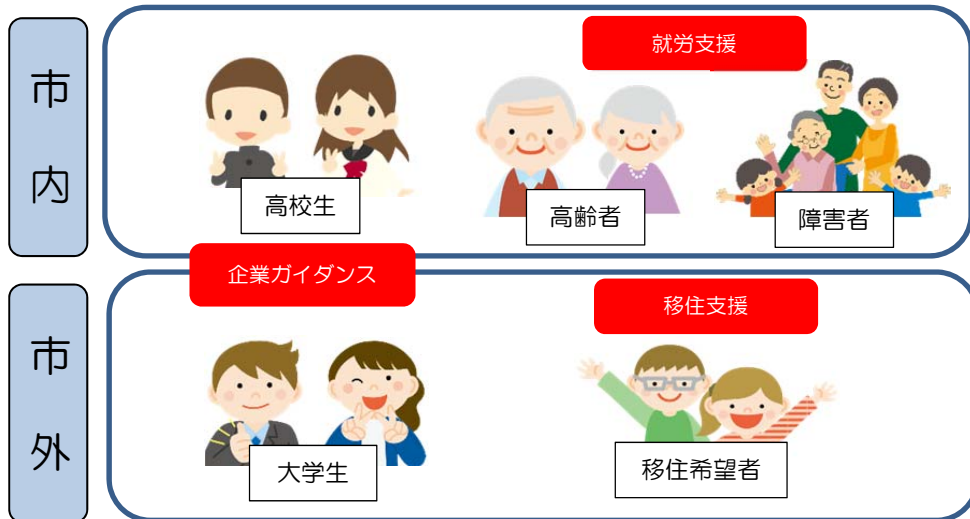 市内
就労支援
高校生
高齢者
障害者
企業ガイダンス
市外
移住支援
大学生
移住希望者